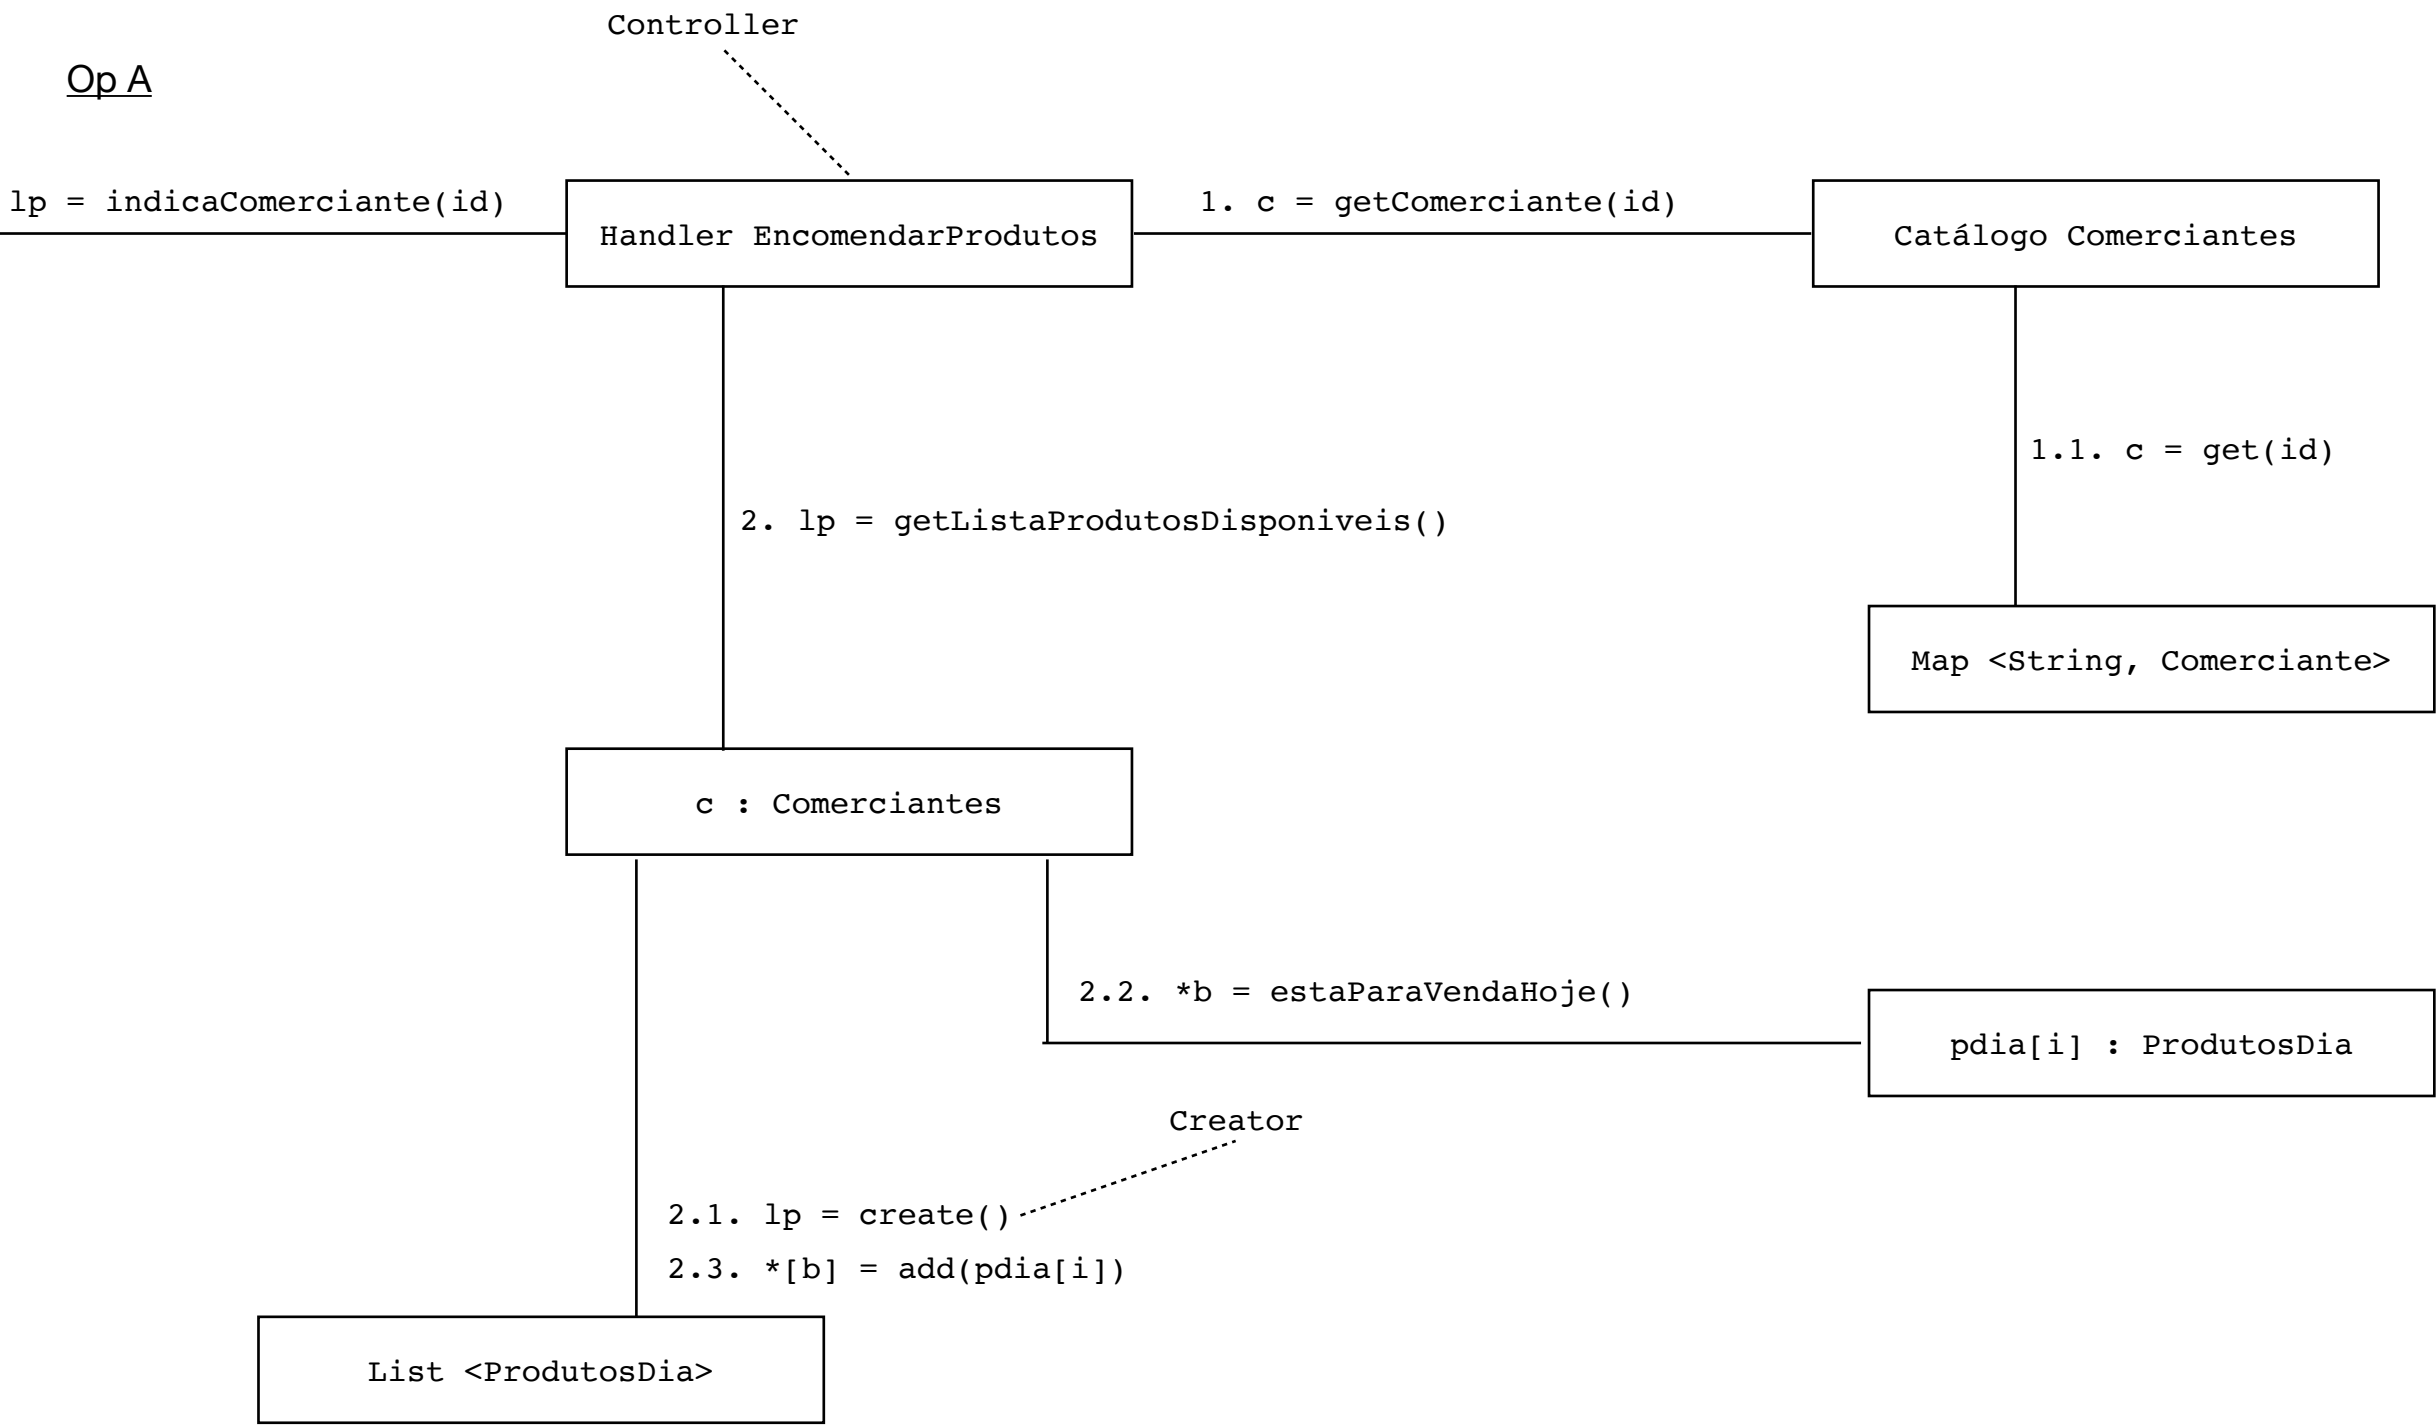 Controller
Op A
lp = indicaComerciante(id)
Handler EncomendarProdutos
1. c = getComerciante(id)
Catálogo Comerciantes
1.1. c = get(id)
2. lp = getListaProdutosDisponiveis()
Map <String, Comerciante>
c : Comerciantes
2.2. *b = estaParaVendaHoje()
pdia[i] : ProdutosDia
Creator
2.1. lp = create()
2.3. *[b] = add(pdia[i])
List <ProdutosDia>